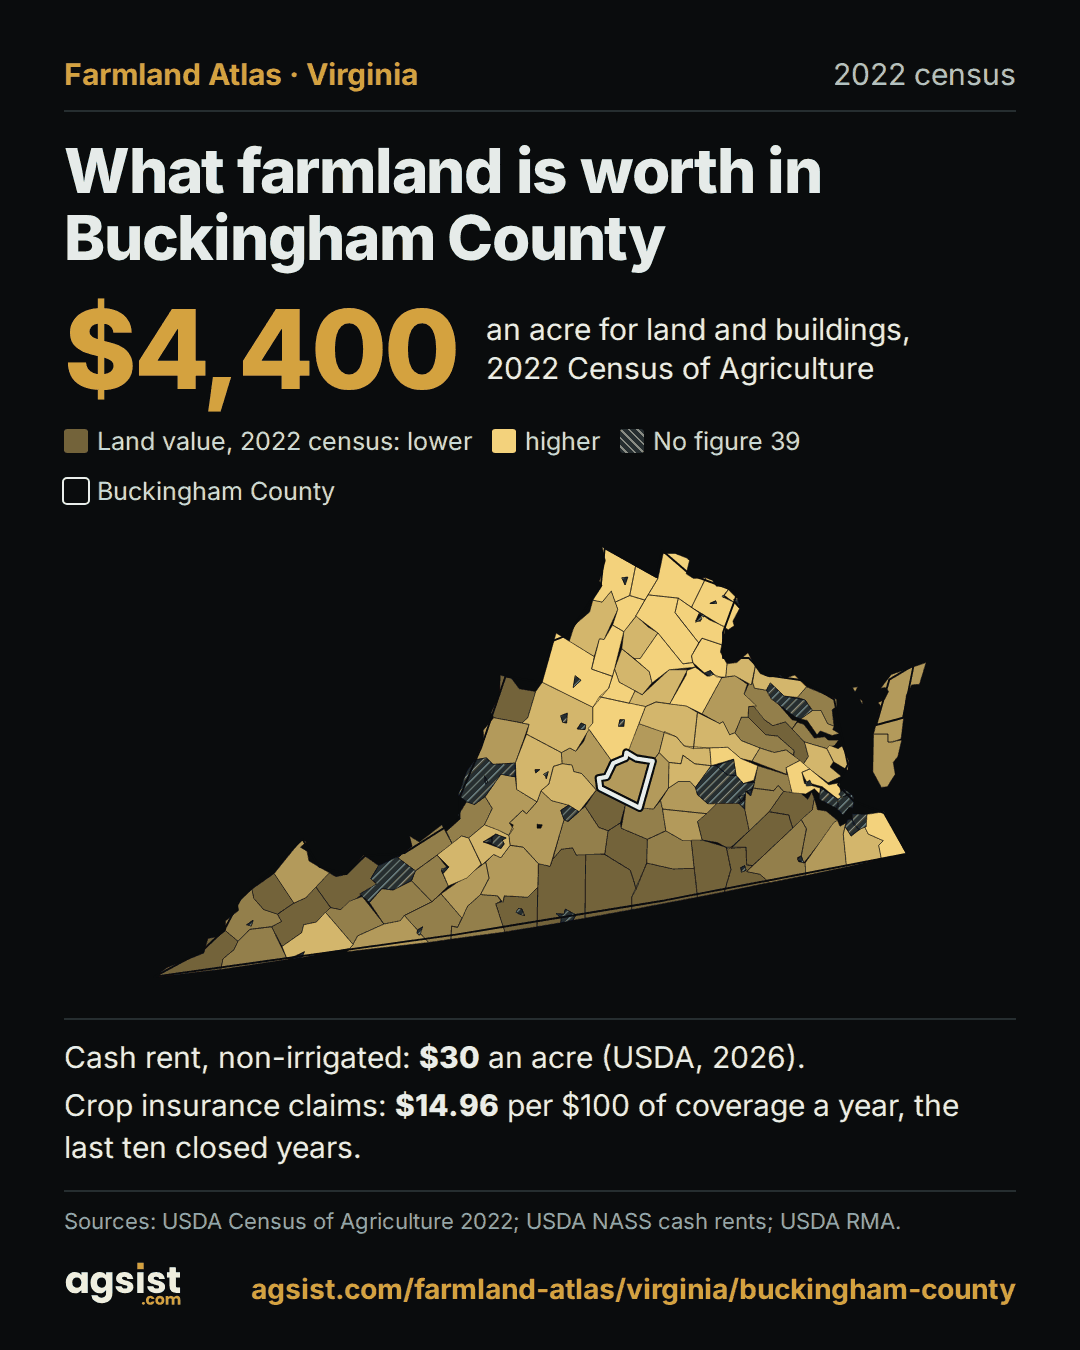 Farmland Atlas · Virginia
2022 census
What farmland is worth in
Buckingham County
$4,400
an acre for land and buildings,
2022 Census of Agriculture
Land value, 2022 census: lower
higher
No figure 39
Buckingham County
Cash rent, non-irrigated: $30 an acre (USDA, 2026).
Crop insurance claims: $14.96 per $100 of coverage a year, the
last ten closed years.
Sources: USDA Census of Agriculture 2022; USDA NASS cash rents; USDA RMA.
agsist
.com
agsist.com/farmland-atlas/virginia/buckingham-county